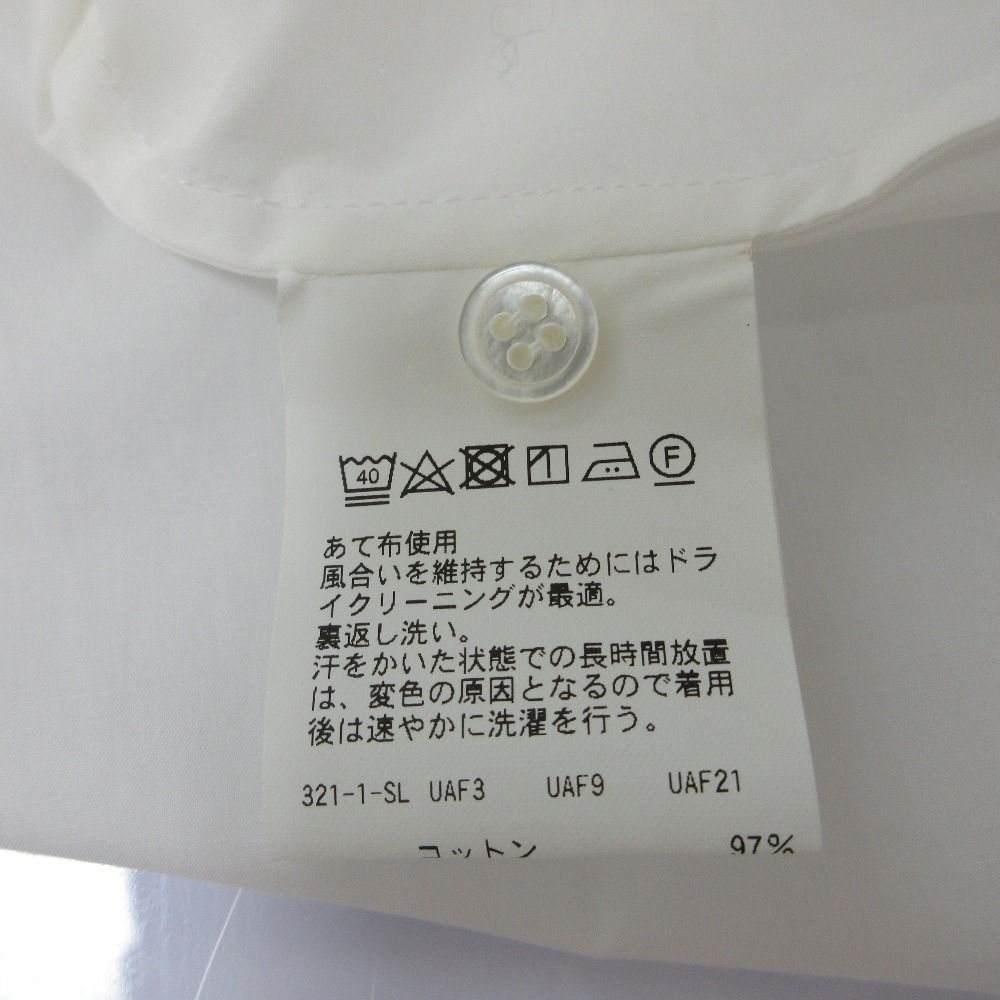 40 F
あて布使用
風合いを維持するためにはドラ
イクリーニングが最適。
裏返し洗い。
汗をかいた状態での長時間放置
は、変色の原因となるので着用
後は速やかに洗濯を行う。
321-1-SL UAF3 UAF9 UAF21
コットン 97%